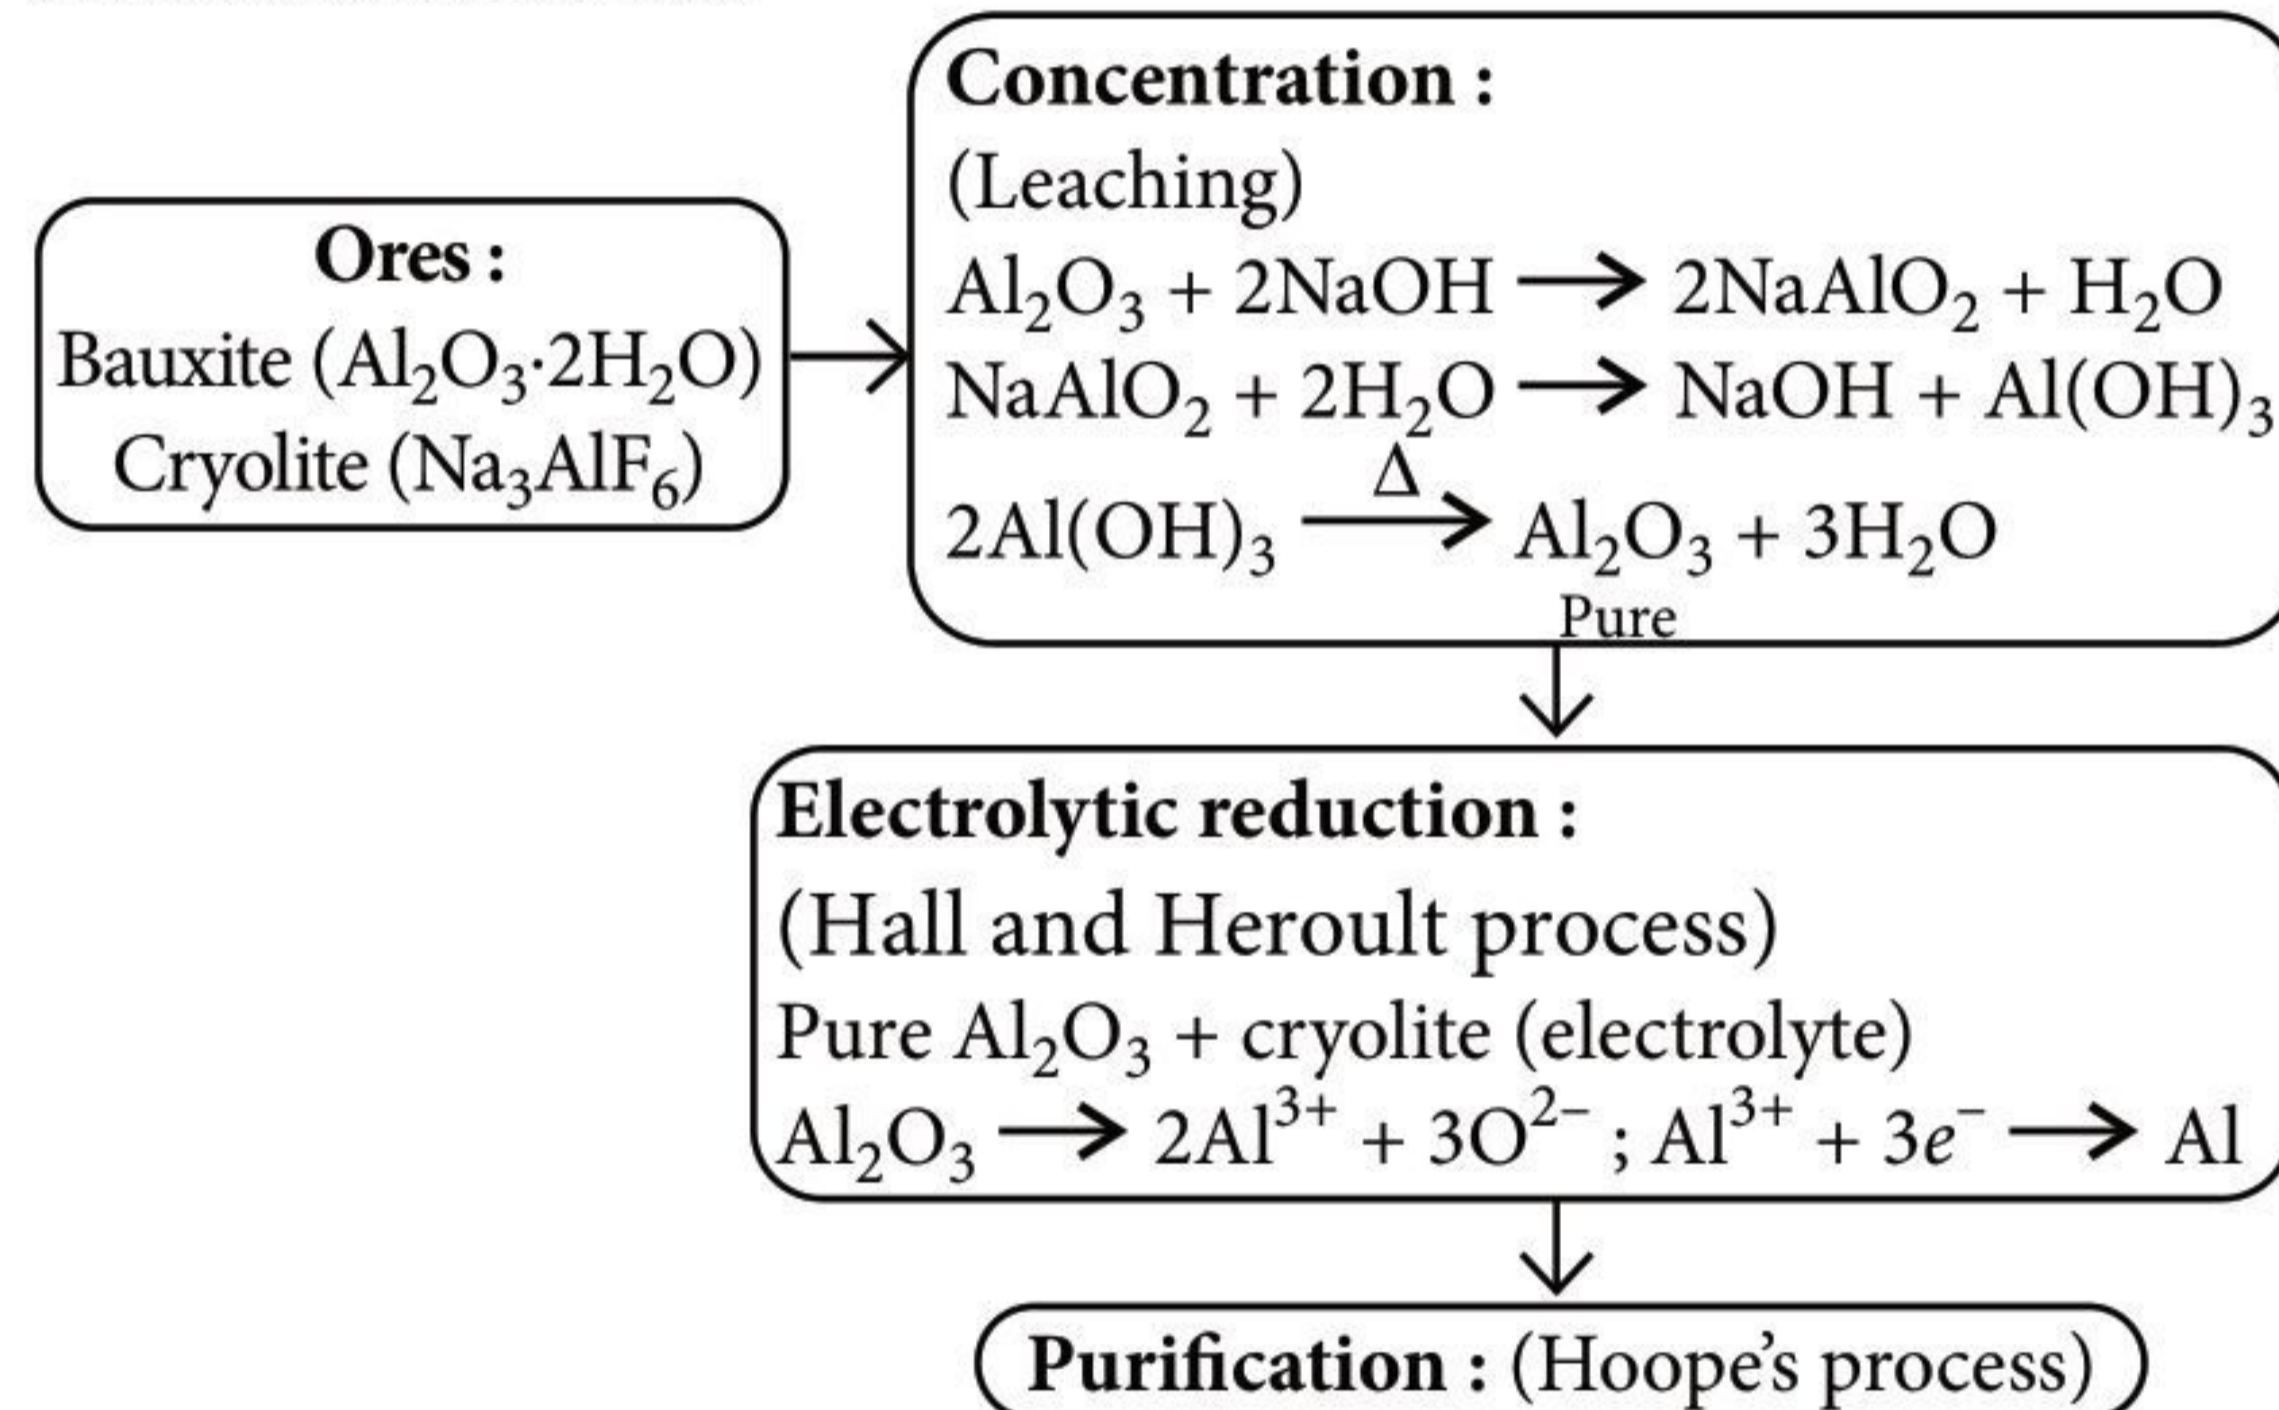 Ores :
Bauxite (Al₂O₃·2H₂O)
Cryolite (Na₃AlF₆)
Concentration :
(Leaching)
Al₂O₃ + 2NaOH ⟶ 2NaAlO₂ + H₂O
NaAlO₂ + 2H₂O ⟶ NaOH + Al(OH)₃
Δ
2Al(OH)₃ ⟶ Al₂O₃ + 3H₂O
Pure
Electrolytic reduction :
(Hall and Heroult process)
Pure Al₂O₃ + cryolite (electrolyte)
Al₂O₃ ⟶ 2Al³⁺ + 3O²⁻ ; Al³⁺ + 3e⁻ ⟶ Al
Purification : (Hoope's process)